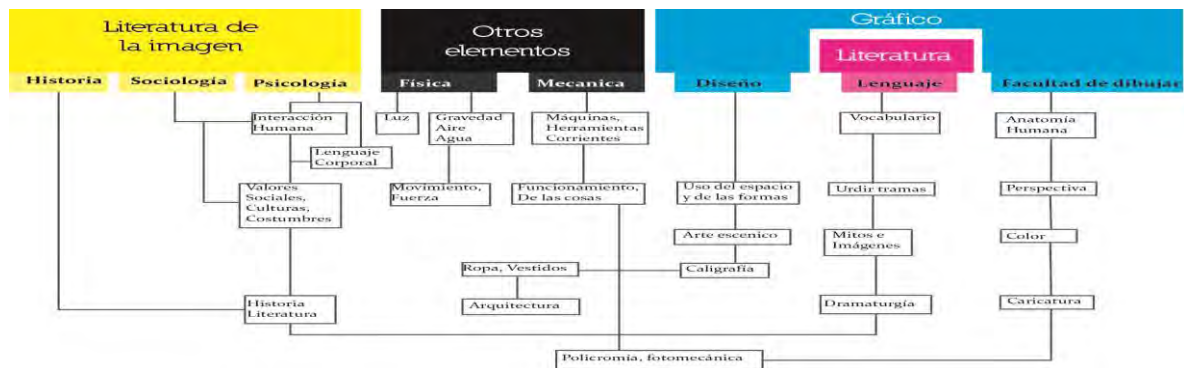 Literatura de
la imagen
Historia
Sociología
Psicología
Otros
elementos
Física
Mecanica
Gráfico
Literatura
Diseño
Lenguaje
Facultad de dibujar
Interacción
Humana
Lenguaje
Corporal
Valores
Sociales,
Culturas,
Costumbres
Historia
Literatura
Luz
Gravedad
Aire
Agua
Movimiento,
Fuerza
Máquinas,
Herramientas
Corrientes
Funcionamiento,
De las cosas
Uso del espacio
y de las formas
Arte escenico
Caligrafía
Ropa, Vestidos
Arquitectura
Vocabulario
Urdir tramas
Mitos e
Imágenes
Dramaturgía
Anatomía
Humana
Perspectiva
Color
Caricatura
Policromía, fotomecánica